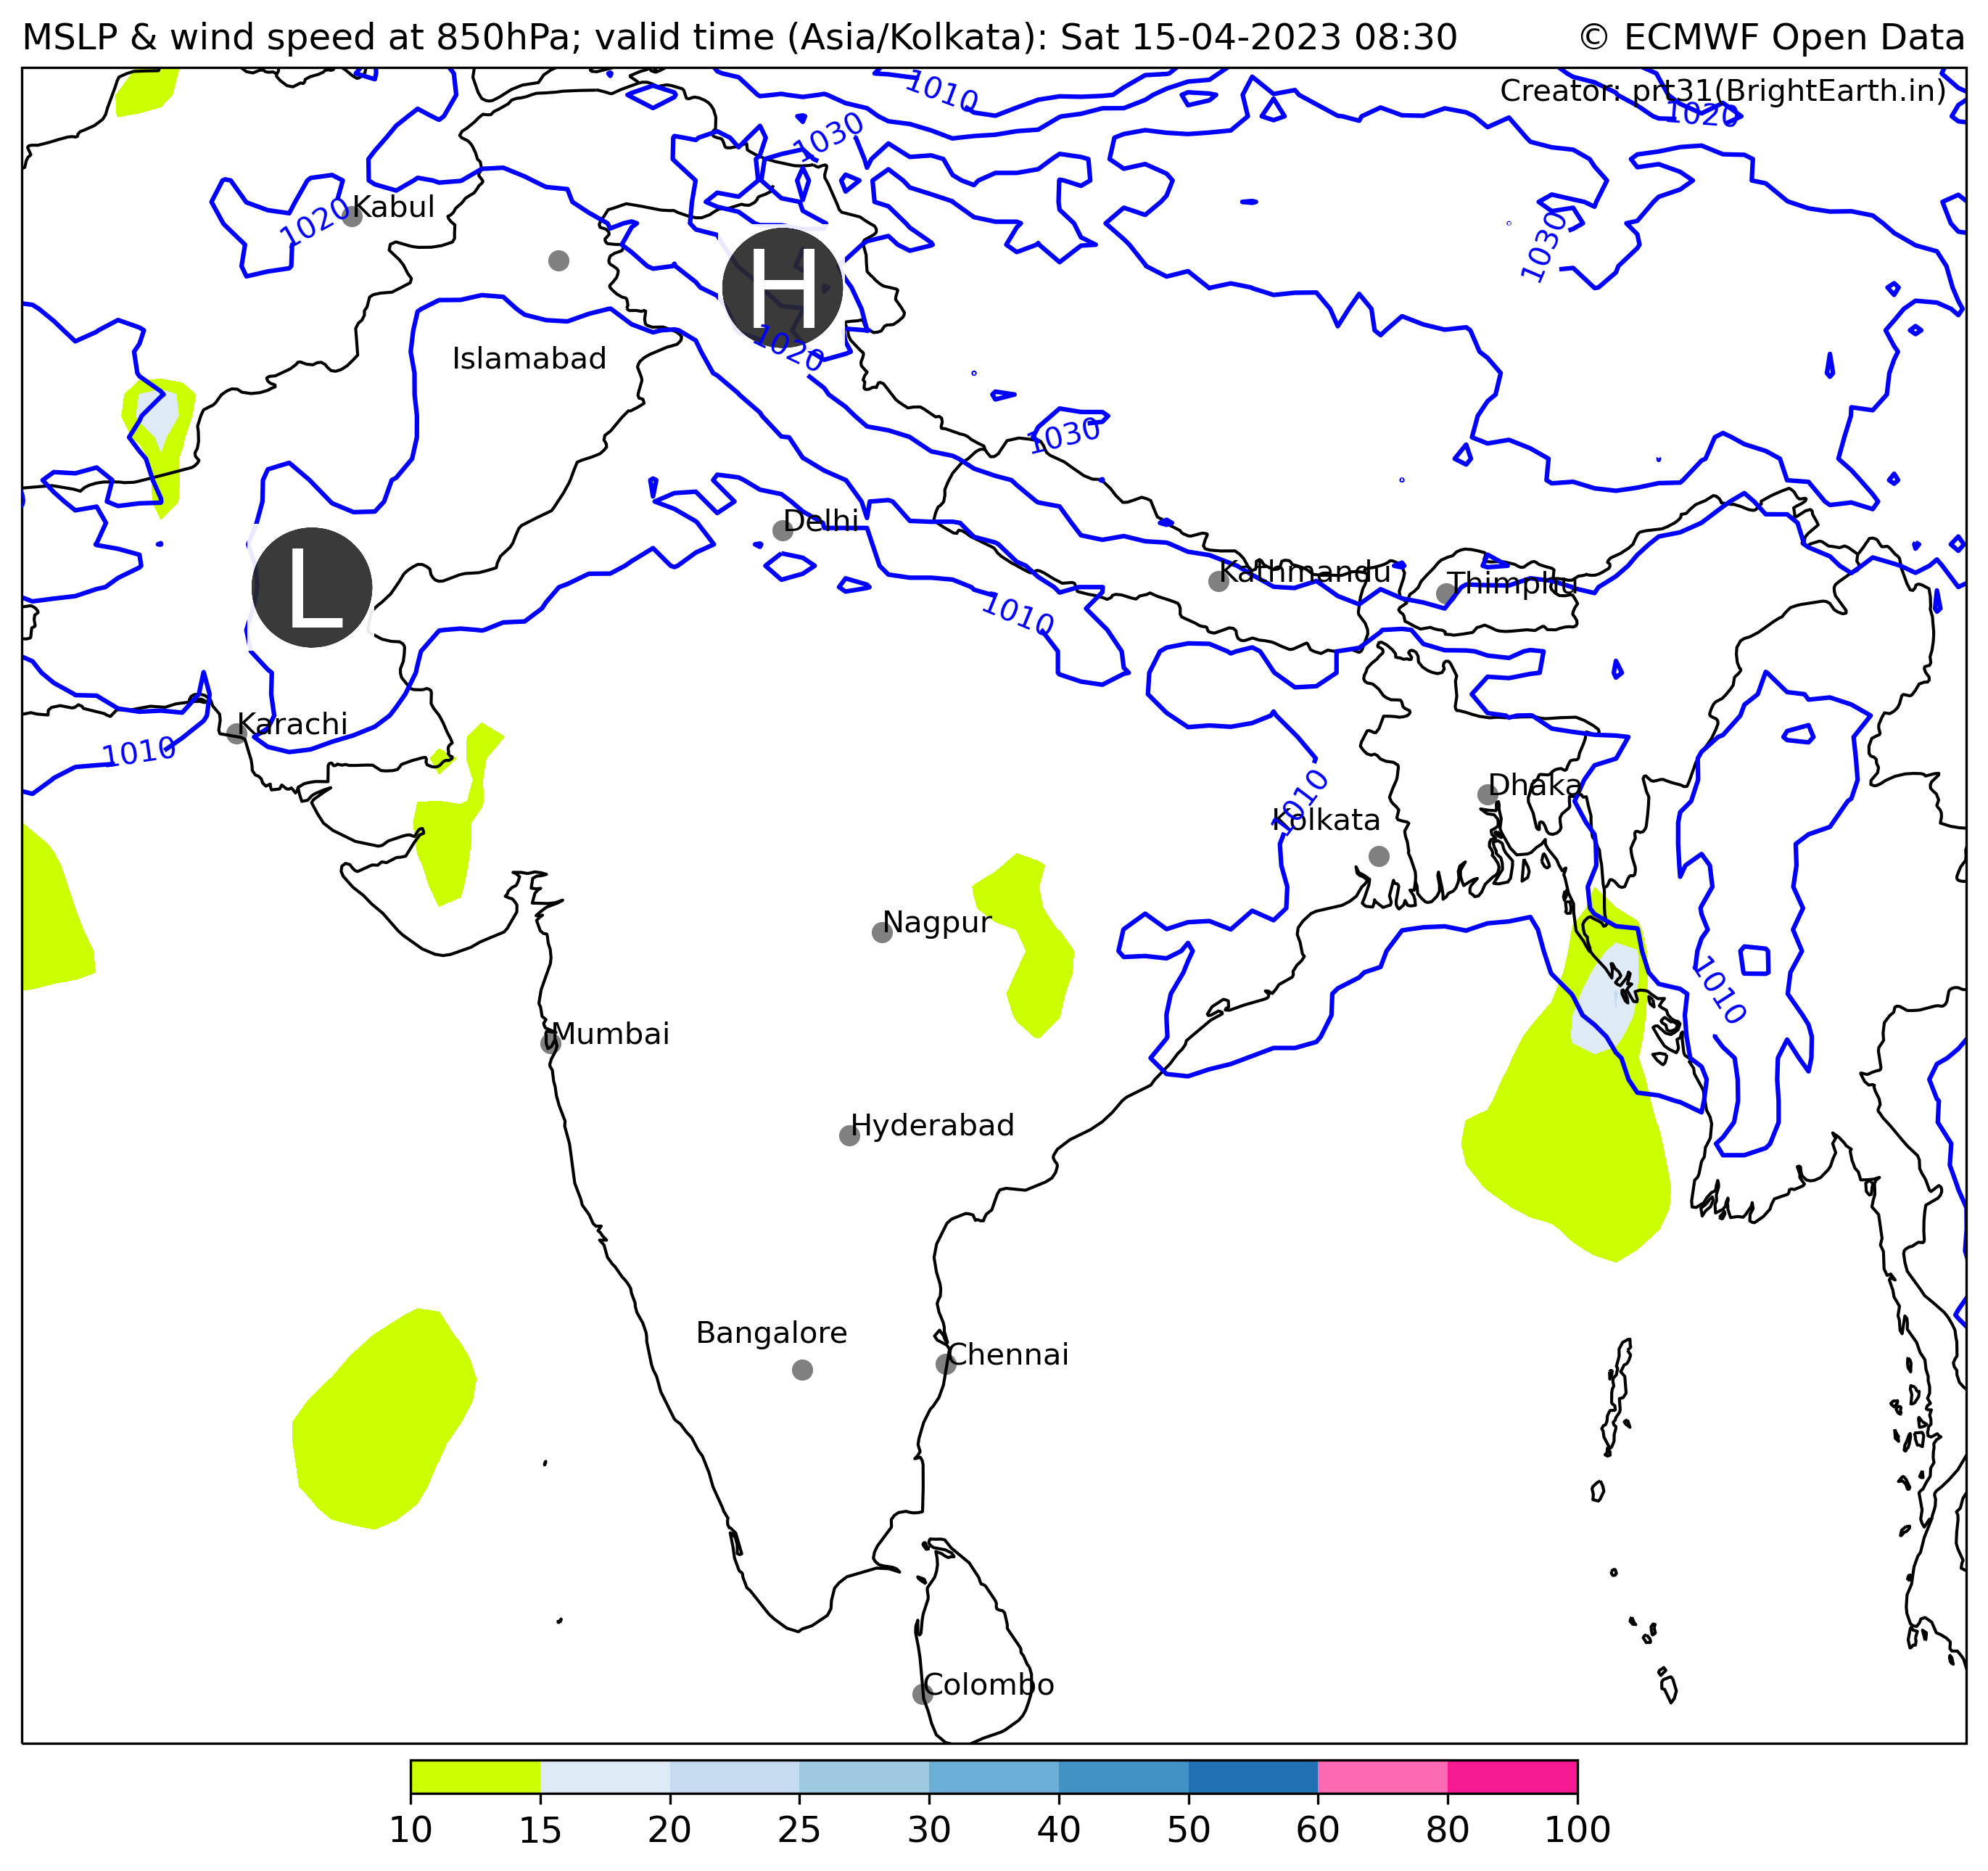 MSLP & wind speed at 850hPa; valid time (Asia/Kolkata): Sat 15-04-2023 08:30
© ECMWF Open Data
Creator: prt31(BrightEarth.in)
1010
1020
1030
1020
Kabul
1030
H
Islamabad
1020
1030
Delhi
L
Kathmandu
Thimphu
1010
Karachi
1010
Dhaka
1010
Kolkata
Nagpur
1010
Mumbai
Hyderabad
Bangalore
Chennai
Colombo
10 15 20 25 30 40 50 60 80 100